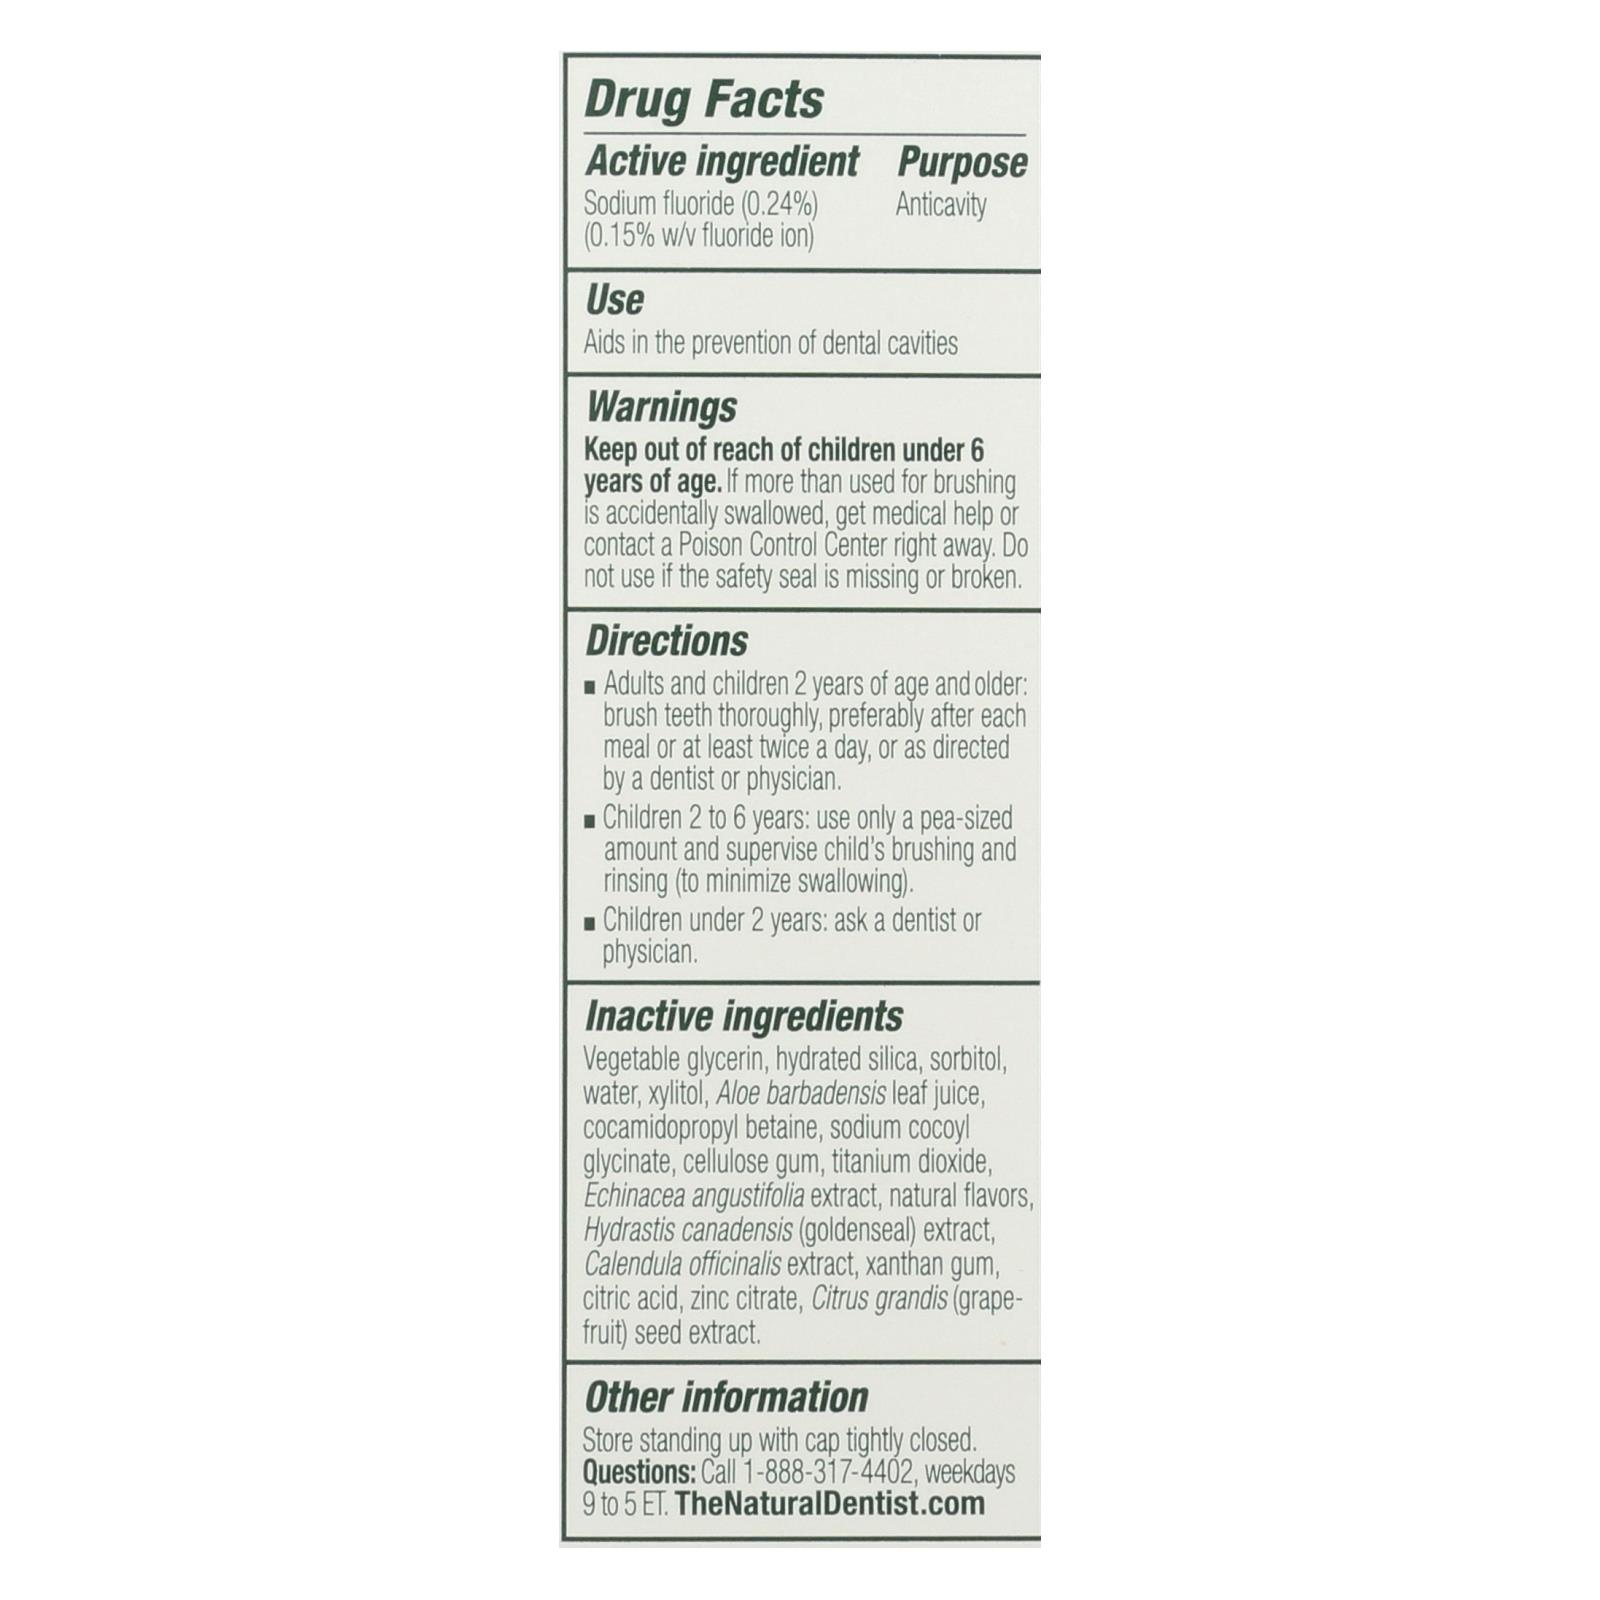 Drug Facts
Active ingredient Purpose
Sodium fluoride (0.24%) Anticavity
(0.15% w/v fluoride ion)
Use
Aids in the prevention of dental cavities
Warnings
Keep out of reach of children under 6
years of age. If more than used for brushing
is accidentally swallowed, get medical help or
contact a Poison Control Center right away. Do
not use if the safety seal is missing or broken.
Directions
■ Adults and children 2 years of age and older:
brush teeth thoroughly, preferably after each
meal or at least twice a day, or as directed
by a dentist or physician.
■ Children 2 to 6 years: use only a pea-sized
amount and supervise child's brushing and
rinsing (to minimize swallowing).
■ Children under 2 years: ask a dentist or
physician.
Inactive ingredients
Vegetable glycerin, hydrated silica, sorbitol,
water, xylitol, Aloe barbadensis leaf juice,
cocamidopropyl betaine, sodium cocoyl
glycinate, cellulose gum, titanium dioxide,
Echinacea angustifolia extract, natural flavors,
Hydrastis canadensis (goldenseal) extract,
Calendula officinalis extract, xanthan gum,
citric acid, zinc citrate, Citrus grandis (grape-
fruit) seed extract.
Other information
Store standing up with cap tightly closed.
Questions: Call 1-888-317-4402, weekdays
9 to 5 ET. TheNaturalDentist.com